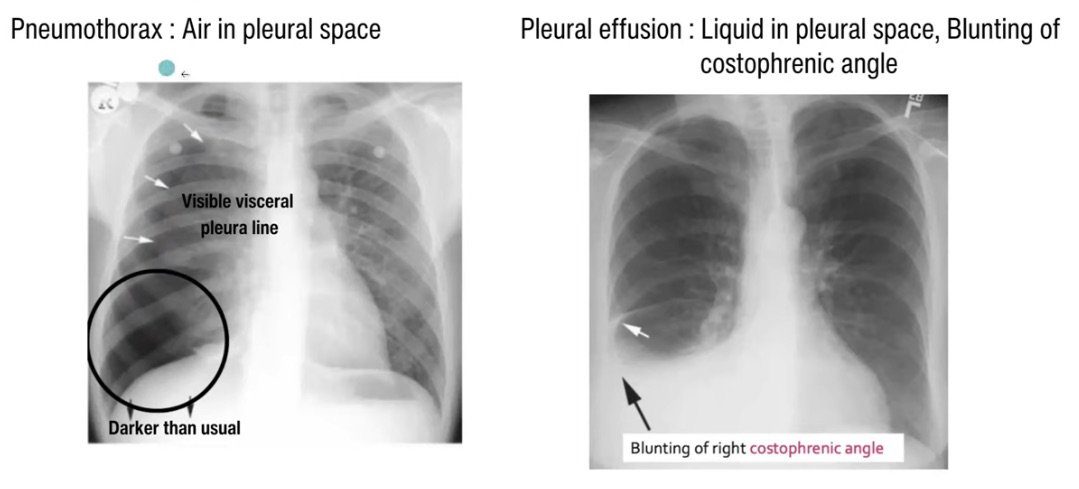 Pneumothorax : Air in pleural space
←
Visible visceral
pleura line
Darker than usual
Pleural effusion : Liquid in pleural space, Blunting of
costophrenic angle
Blunting of right costophrenic angle